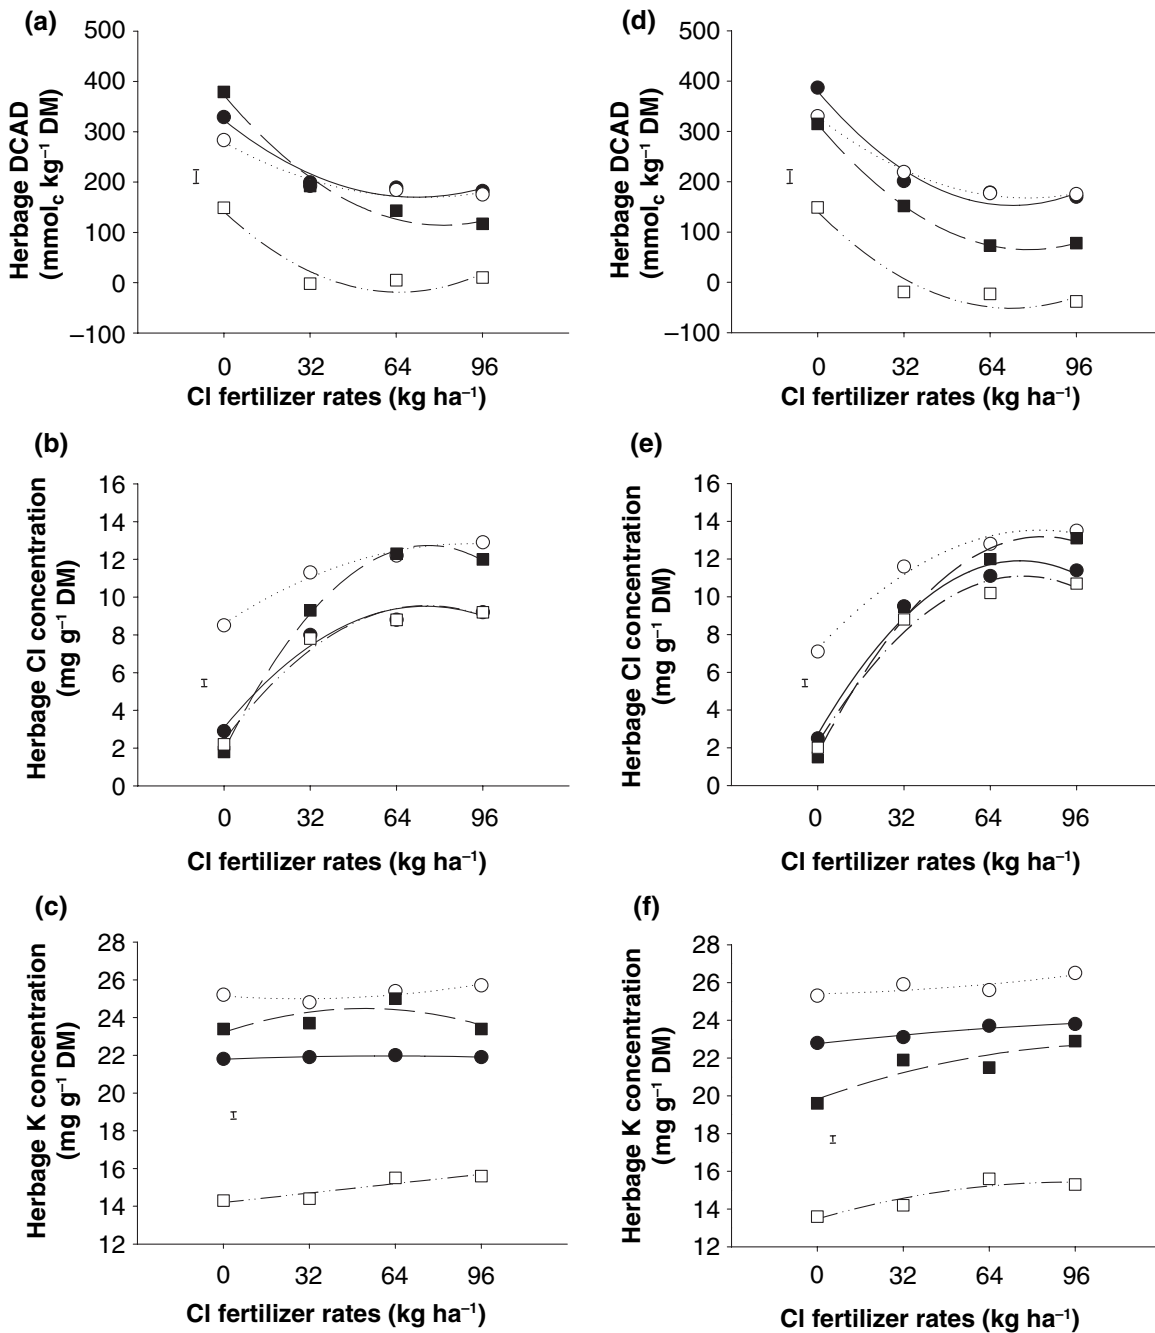 (a)
500
400
300
200
100
0
–100
Herbage DCAD
(mmolc kg–1 DM)
0 32 64 96
Cl fertilizer rates (kg ha–1)
(d)
500
400
300
200
100
0
–100
Herbage DCAD
(mmolc kg–1 DM)
0 32 64 96
Cl fertilizer rates (kg ha–1)
(b)
16
14
12
10
8
6
4
2
0
Herbage Cl concentration
(mg g–1 DM)
0 32 64 96
Cl fertilizer rates (kg ha–1)
(e)
16
14
12
10
8
6
4
2
0
Herbage Cl concentration
(mg g–1 DM)
0 32 64 96
Cl fertilizer rates (kg ha–1)
(c)
28
26
24
22
20
18
16
14
12
Herbage K concentration
(mg g–1 DM)
0 32 64 96
Cl fertilizer rates (kg ha–1)
(f)
28
26
24
22
20
18
16
14
12
Herbage K concentration
(mg g–1 DM)
0 32 64 96
Cl fertilizer rates (kg ha–1)